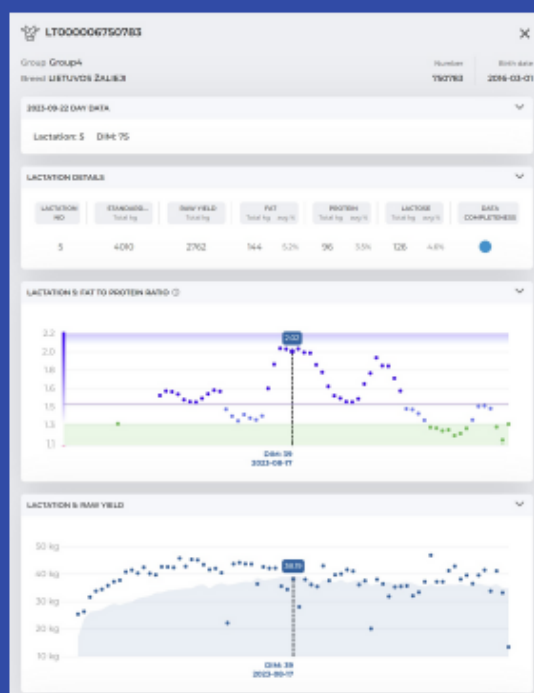 LT000006750783
Group Group4
Number
Birth date
Breed LIETUVOS ŽALIEJI
750783
2016-03-01
2023-09-22 DAY DATA
Lactation: 5 DIM: 75
LACTATION DETAILS
LACTATION NO
STANDARD... Total kg
RAW YIELD Total kg
FAT Total kg avg %
PROTEIN Total kg avg %
LACTOSE Total kg avg %
DATA COMPLETENESS
5 4010 2762 144 5.2% 96 3.5% 126 4.6%
LACTATION 5: FAT TO PROTEIN RATIO
2.2
2.0
1.8
1.6
1.5
1.3
1.1
2.02
DIM: 39
2023-08-17
LACTATION 5: RAW YIELD
50 kg
40 kg
30 kg
20 kg
10 kg
DIM: 39
2023-08-17